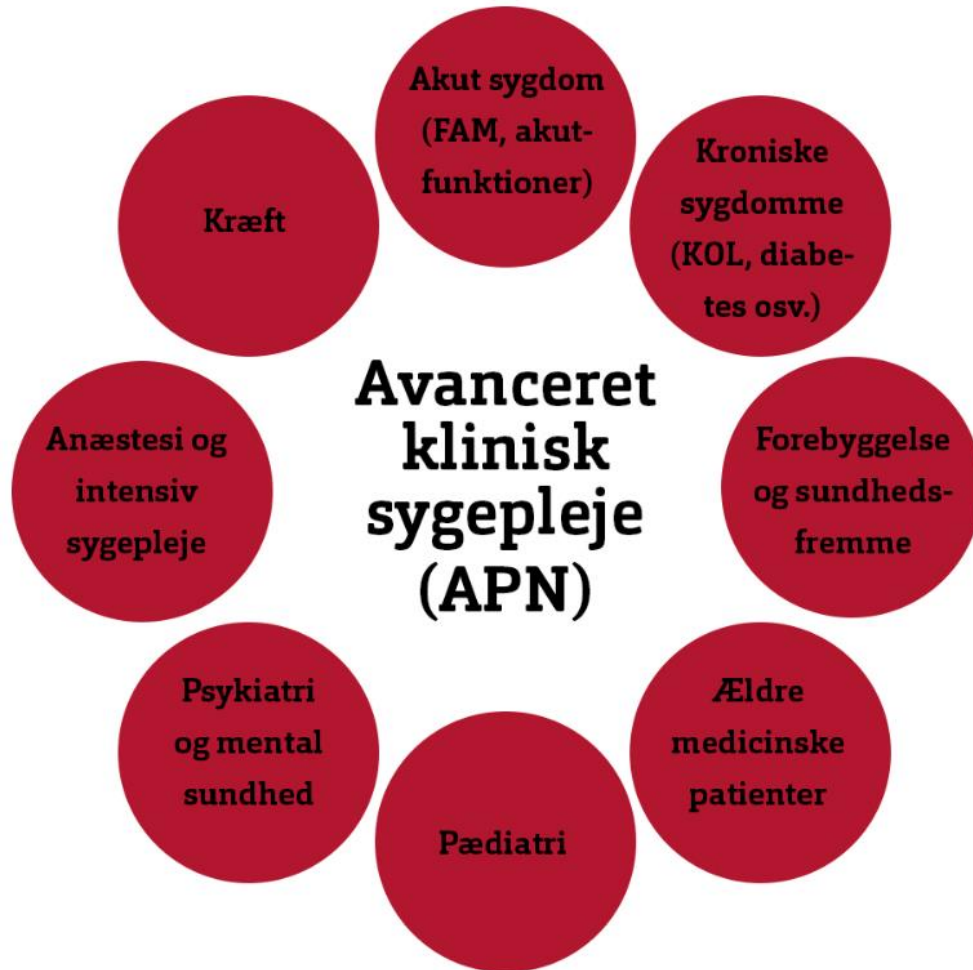 Akut sygdom
(FAM, akut-
funktioner)
Kroniske
sygdomme
(KOL, diabe-
tes osv.)
Forebyggelse
og sundheds-
fremme
Ældre
medicinske
patienter
Pædiatri
Psykiatri
og mental
sundhed
Anæstesi og
intensiv
sygepleje
Kræft
Avanceret
klinisk
sygepleje
(APN)